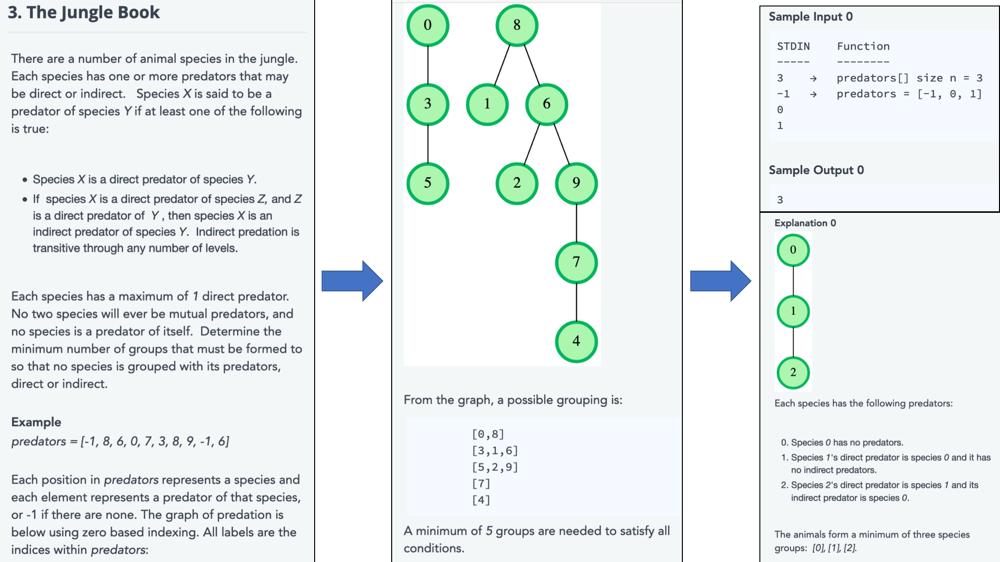 3. The Jungle Book
There are a number of animal species in the jungle.
Each species has one or more predators that may
be direct or indirect. Species X is said to be a
predator of species Y if at least one of the following
is true:
• Species X is a direct predator of species Y.
• If species X is a direct predator of species Z, and Z
is a direct predator of Y , then species X is an
indirect predator of species Y. Indirect predation is
transitive through any number of levels.
Each species has a maximum of 1 direct predator.
No two species will ever be mutual predators, and
no species is a predator of itself. Determine the
minimum number of groups that must be formed to
so that no species is grouped with its predators,
direct or indirect.
Example
predators = [-1, 8, 6, 0, 7, 3, 8, 9, -1, 6]
Each position in predators represents a species and
each element represents a predator of that species,
or -1 if there are none. The graph of predation is
below using zero based indexing. All labels are the
indices within predators:
0 8
3 1 6
5 2 9
7
4
From the graph, a possible grouping is:
[0,8]
[3,1,6]
[5,2,9]
[7]
[4]
A minimum of 5 groups are needed to satisfy all
conditions.
Sample Input 0
STDIN Function
----- --------
3 → predators[] size n = 3
-1 → predators = [-1, 0, 1]
0
1
Sample Output 0
3
Explanation 0
0
1
2
Each species has the following predators:
0. Species 0 has no predators.
1. Species 1's direct predator is species 0 and it has
no indirect predators.
2. Species 2's direct predator is species 1 and its
indirect predator is species 0.
The animals form a minimum of three species
groups: [0], [1], [2].